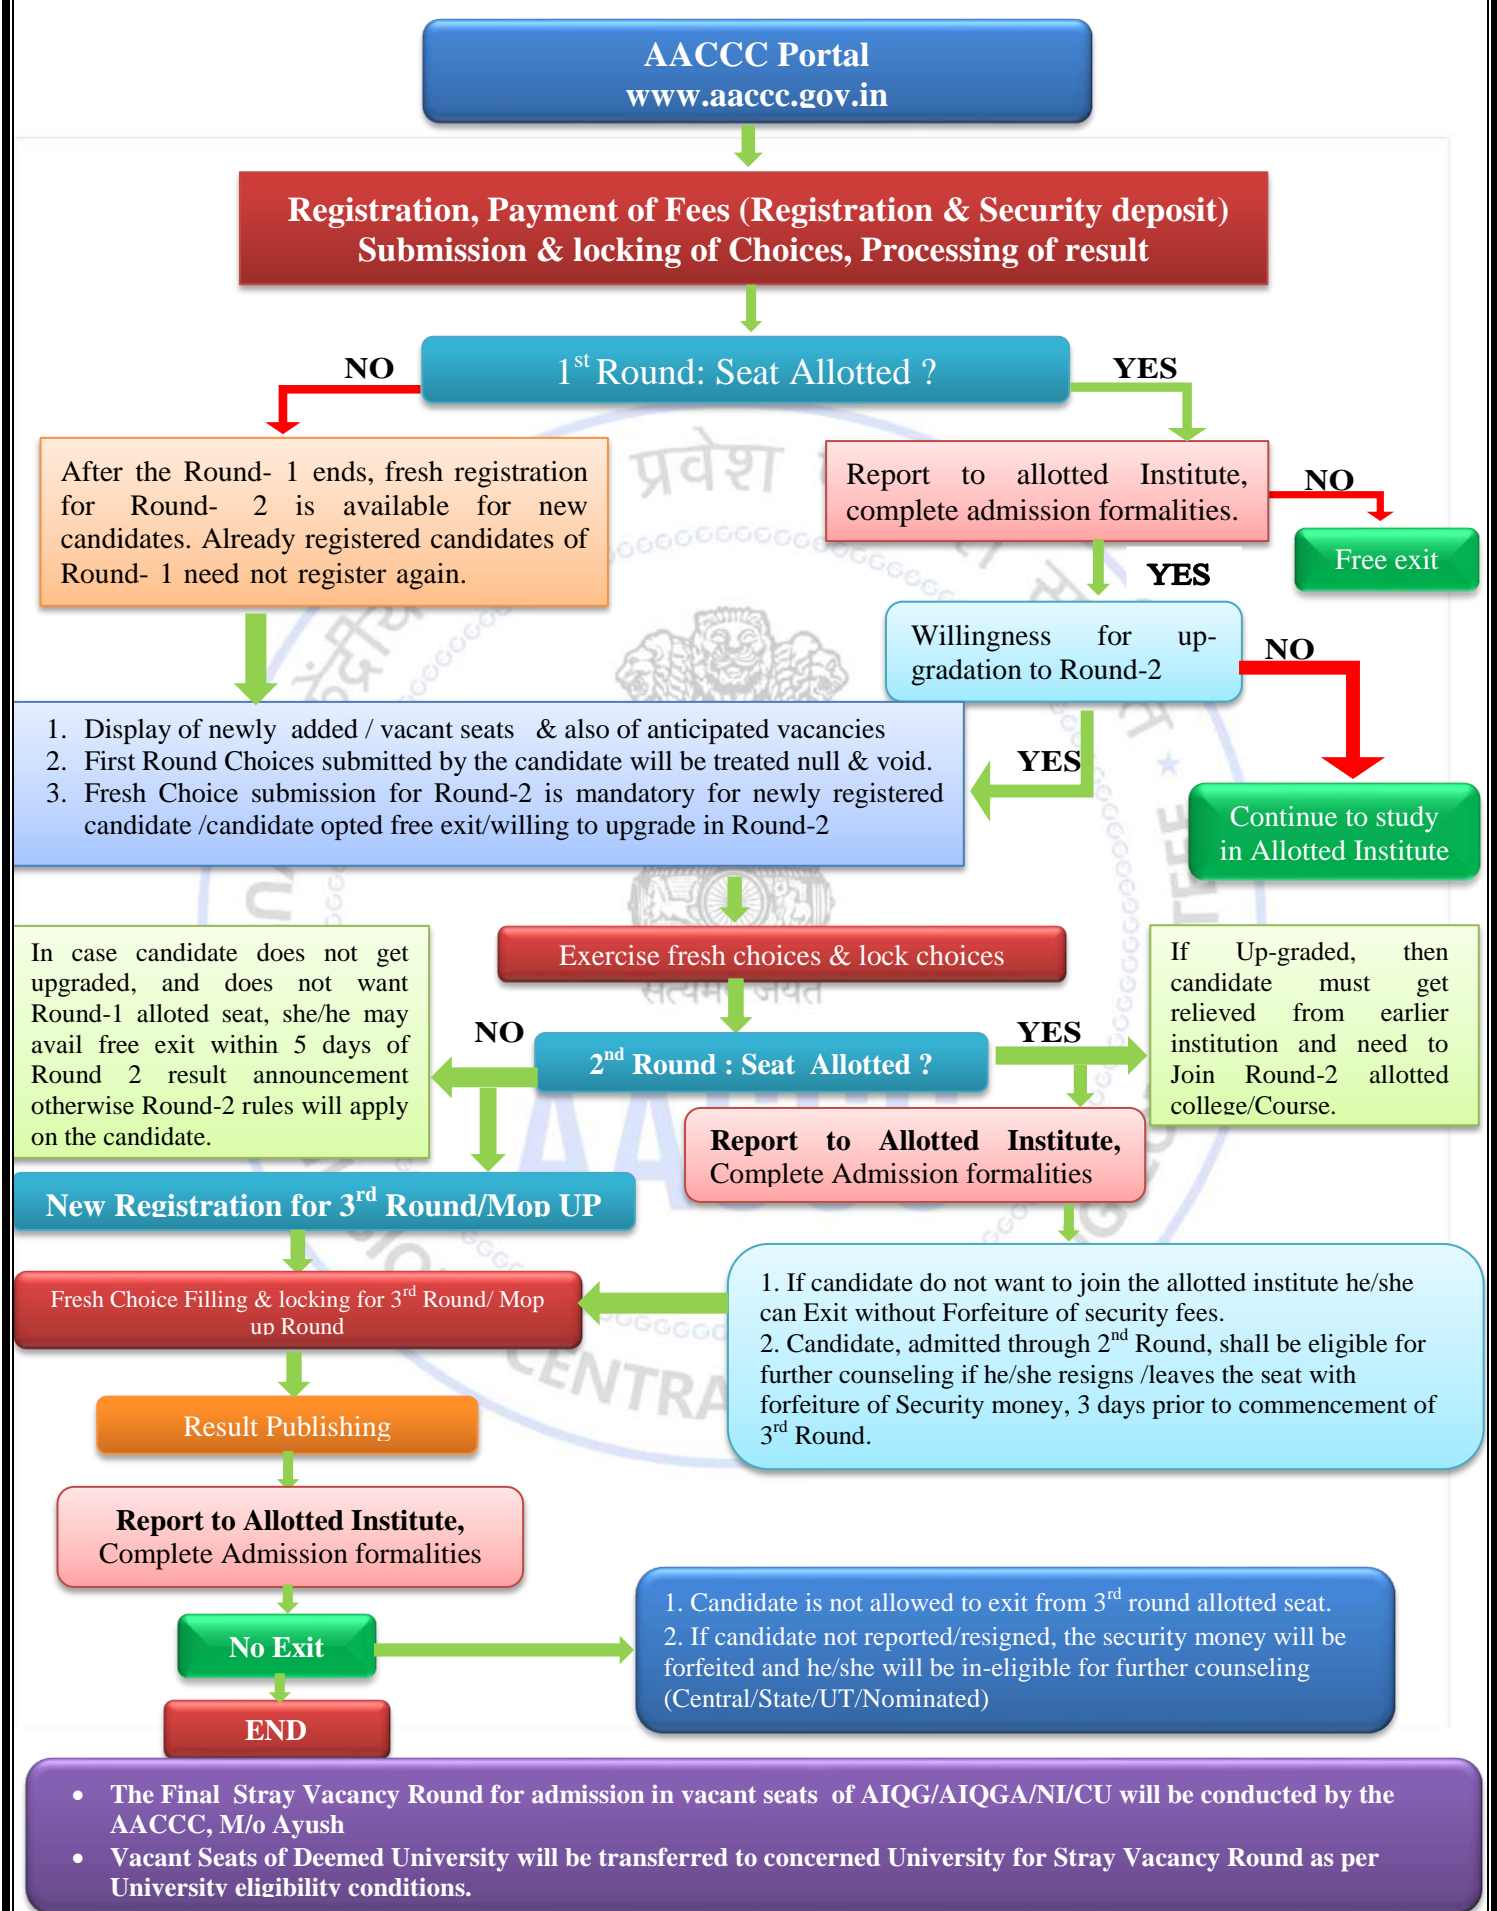 AACCC Portal
www.aaccc.gov.in
Registration, Payment of Fees (Registration & Security deposit)
Submission & locking of Choices, Processing of result
NO
1st Round: Seat Allotted ?
YES
After the Round- 1 ends, fresh registration
for Round- 2 is available for new
candidates. Already registered candidates of
Round- 1 need not register again.
Report to allotted Institute,
complete admission formalities.
NO
Free exit
YES
Willingness for up-
gradation to Round-2
NO
YES
Continue to study
in Allotted Institute
1. Display of newly added / vacant seats & also of anticipated vacancies
2. First Round Choices submitted by the candidate will be treated null & void.
3. Fresh Choice submission for Round-2 is mandatory for newly registered
candidate /candidate opted free exit/willing to upgrade in Round-2
Exercise fresh choices & lock choices
In case candidate does not get
upgraded, and does not want
Round-1 alloted seat, she/he may
avail free exit within 5 days of
Round 2 result announcement
otherwise Round-2 rules will apply
on the candidate.
NO
2nd Round : Seat Allotted ?
YES
If Up-graded, then
candidate must get
relieved from earlier
institution and need to
Join Round-2 allotted
college/Course.
Report to Allotted Institute,
Complete Admission formalities
New Registration for 3rd Round/Mop UP
Fresh Choice Filling & locking for 3rd Round/ Mop
up Round
1. If candidate do not want to join the allotted institute he/she
can Exit without Forfeiture of security fees.
2. Candidate, admitted through 2nd Round, shall be eligible for
further counseling if he/she resigns /leaves the seat with
forfeiture of Security money, 3 days prior to commencement of
3rd Round.
Result Publishing
Report to Allotted Institute,
Complete Admission formalities
No Exit
1. Candidate is not allowed to exit from 3rd round allotted seat.
2. If candidate not reported/resigned, the security money will be
forfeited and he/she will be in-eligible for further counseling
(Central/State/UT/Nominated)
END
• The Final Stray Vacancy Round for admission in vacant seats of AIQG/AIQGA/NI/CU will be conducted by the
AACCC, M/o Ayush
• Vacant Seats of Deemed University will be transferred to concerned University for Stray Vacancy Round as per
University eligibility conditions.
प्रवेश
सत्यमेव जयते
AACCC
CENTRA